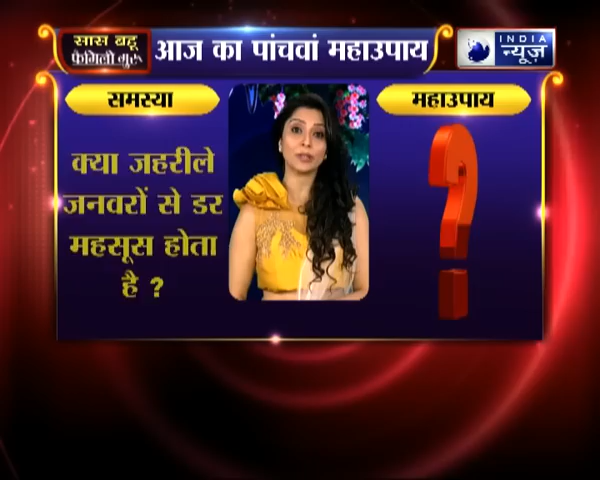 सास बहू
फैमिली गुरु
आज का पांचवां महाउपाय
INDIA
न्यूज़
समस्या
महाउपाय
क्या जहरीले
जनवरों से डर
महसूस होता
है ?
?